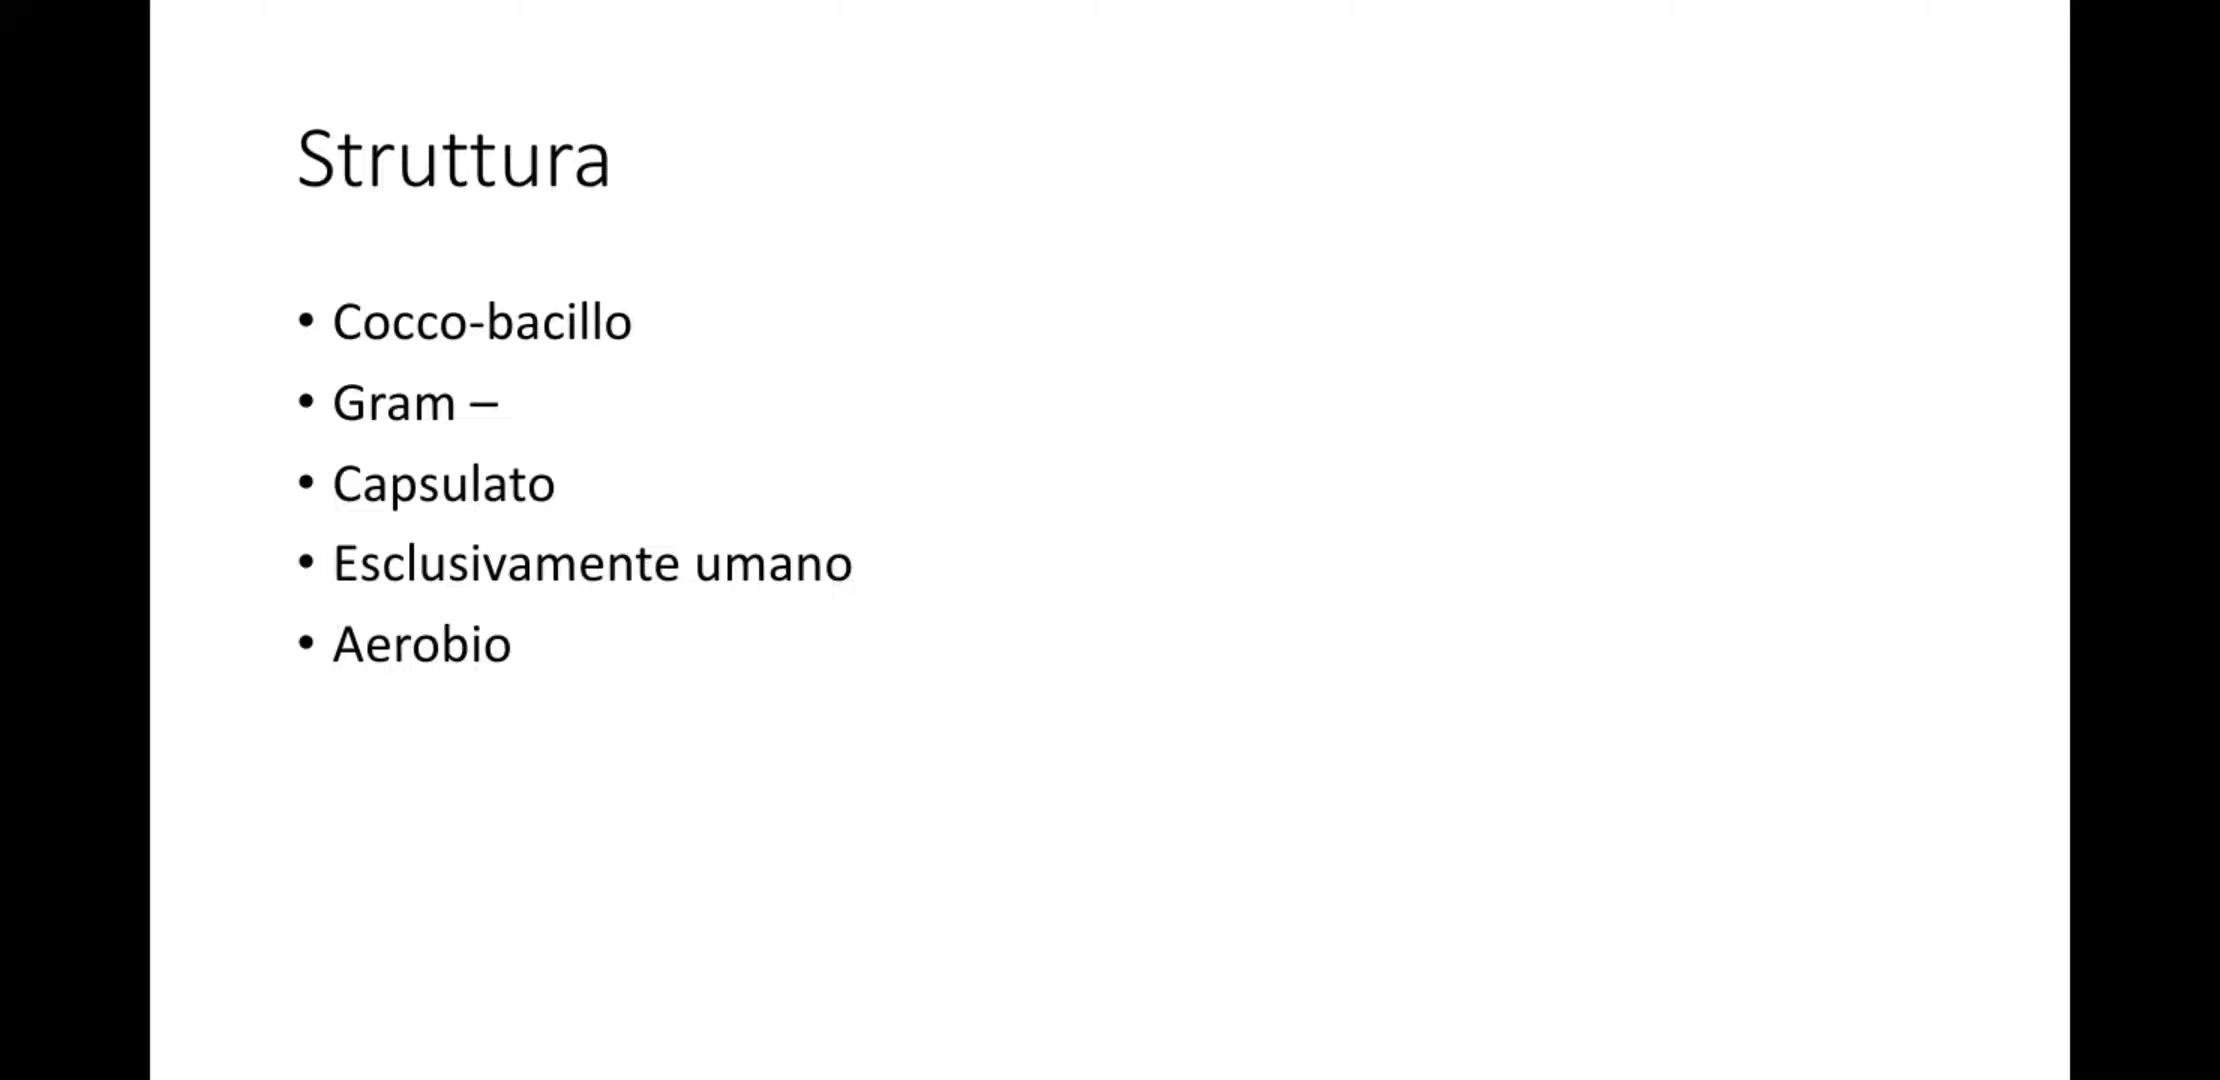 Struttura
• Cocco-bacillo
• Gram –
• Capsulato
• Esclusivamente umano
• Aerobio